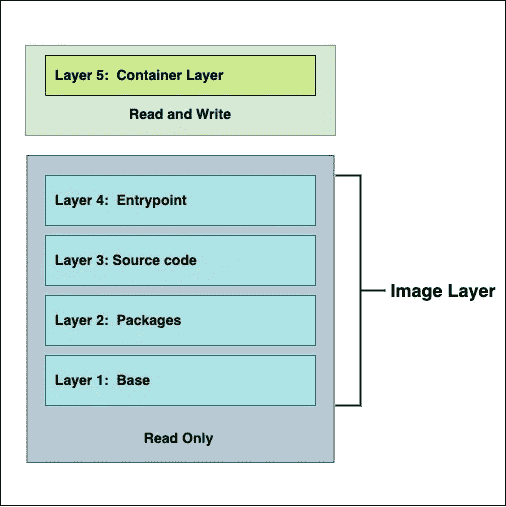 Layer 5:  Container Layer
Read and Write
Layer 4:  Entrypoint
Layer 3: Source code
Layer 2:  Packages
Layer 1:  Base
Image Layer
Read Only